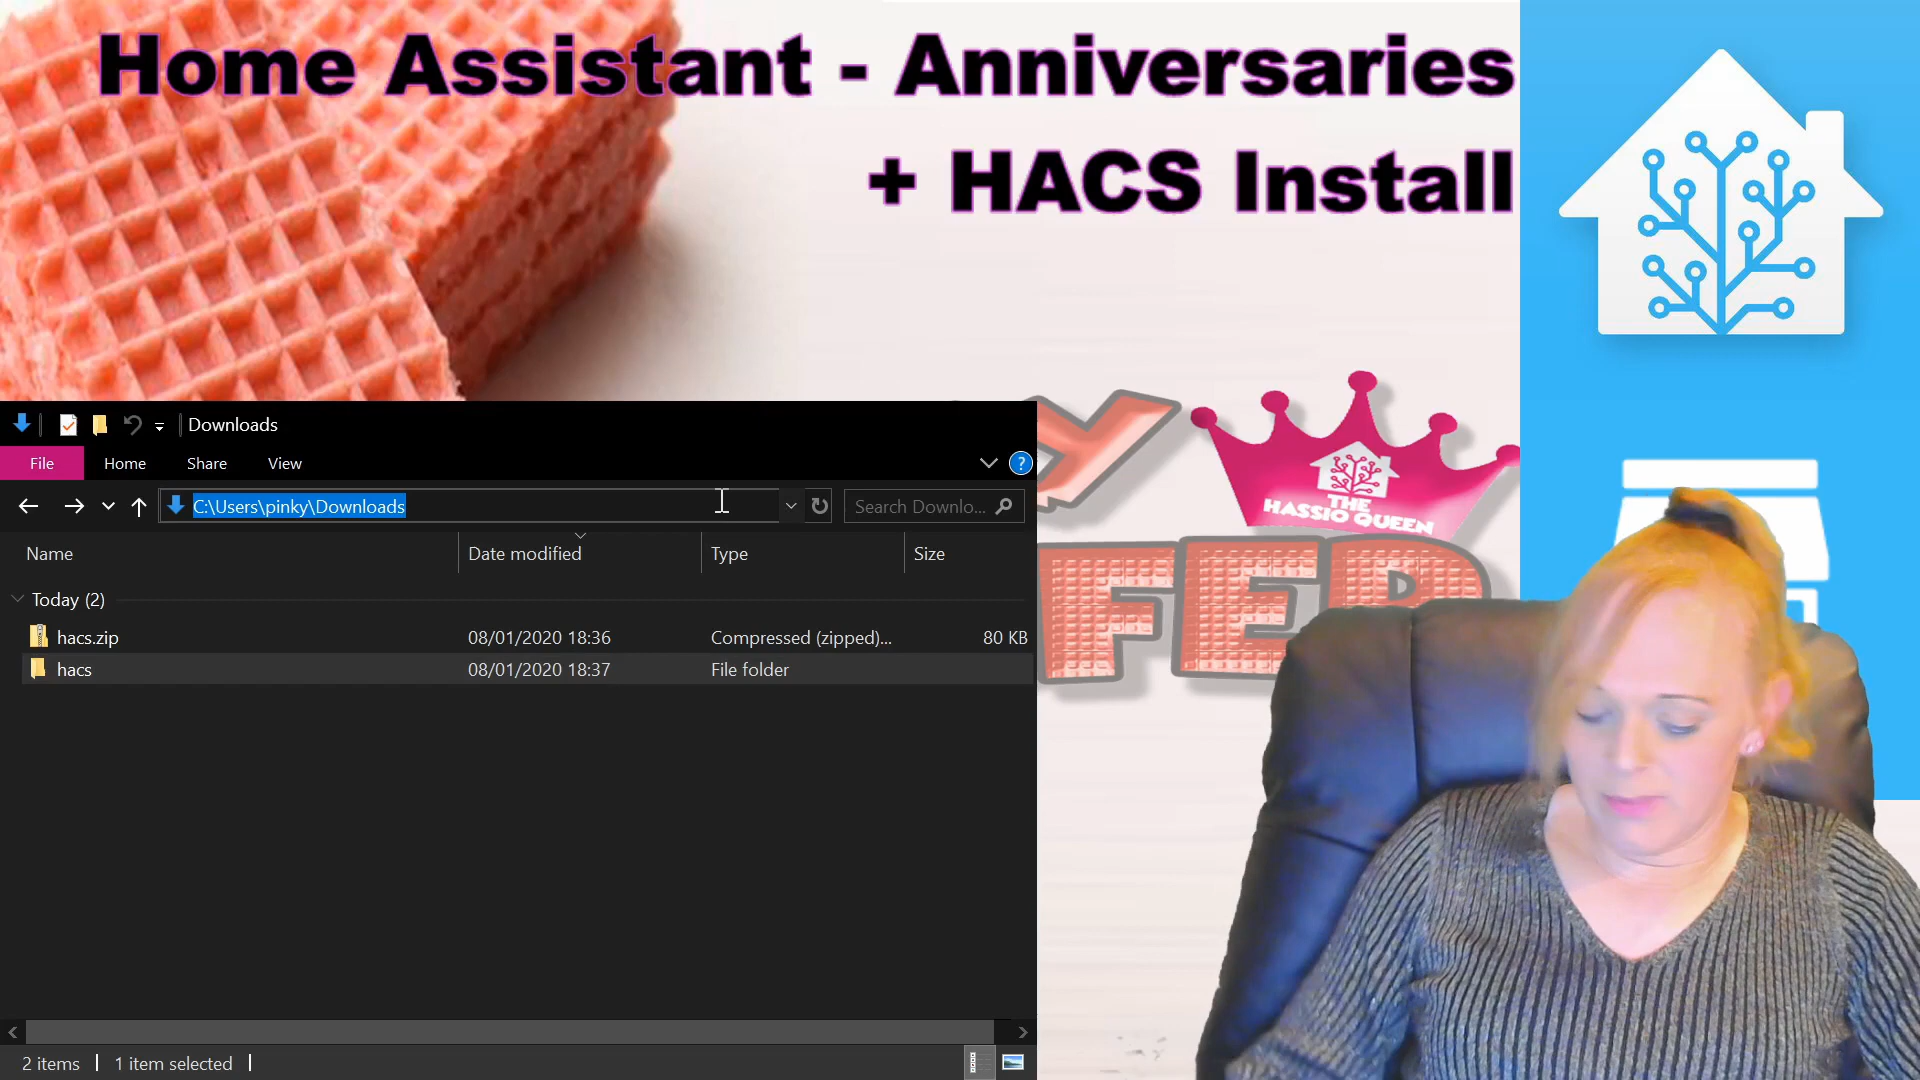 Home Assistant - Anniversaries
+ HACS Install
Y
THE
HASSIO QUEEN
FER
Downloads
File Home Share View
?
C:\Users\pinky\Downloads
Search Downlo...
Name Date modified Type Size
Today (2)
hacs.zip 08/01/2020 18:36 Compressed (zipped)... 80 KB
hacs 08/01/2020 18:37 File folder
2 items 1 item selected